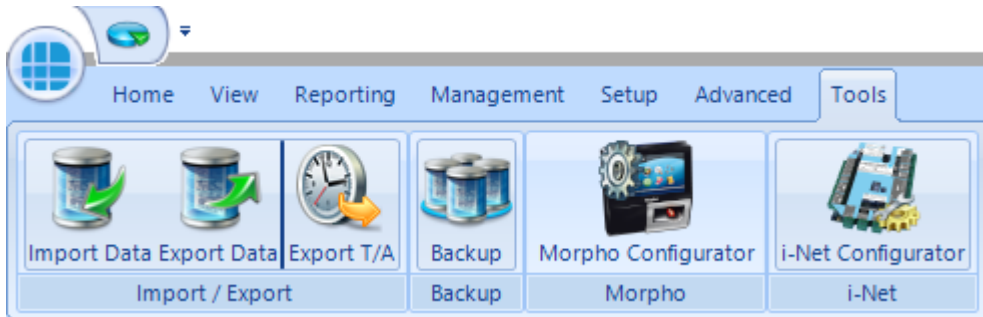 Home View Reporting Management Setup Advanced Tools
Import Data Export Data Export T/A Backup Morpho Configurator i-Net Configurator
Import / Export Backup Morpho i-Net